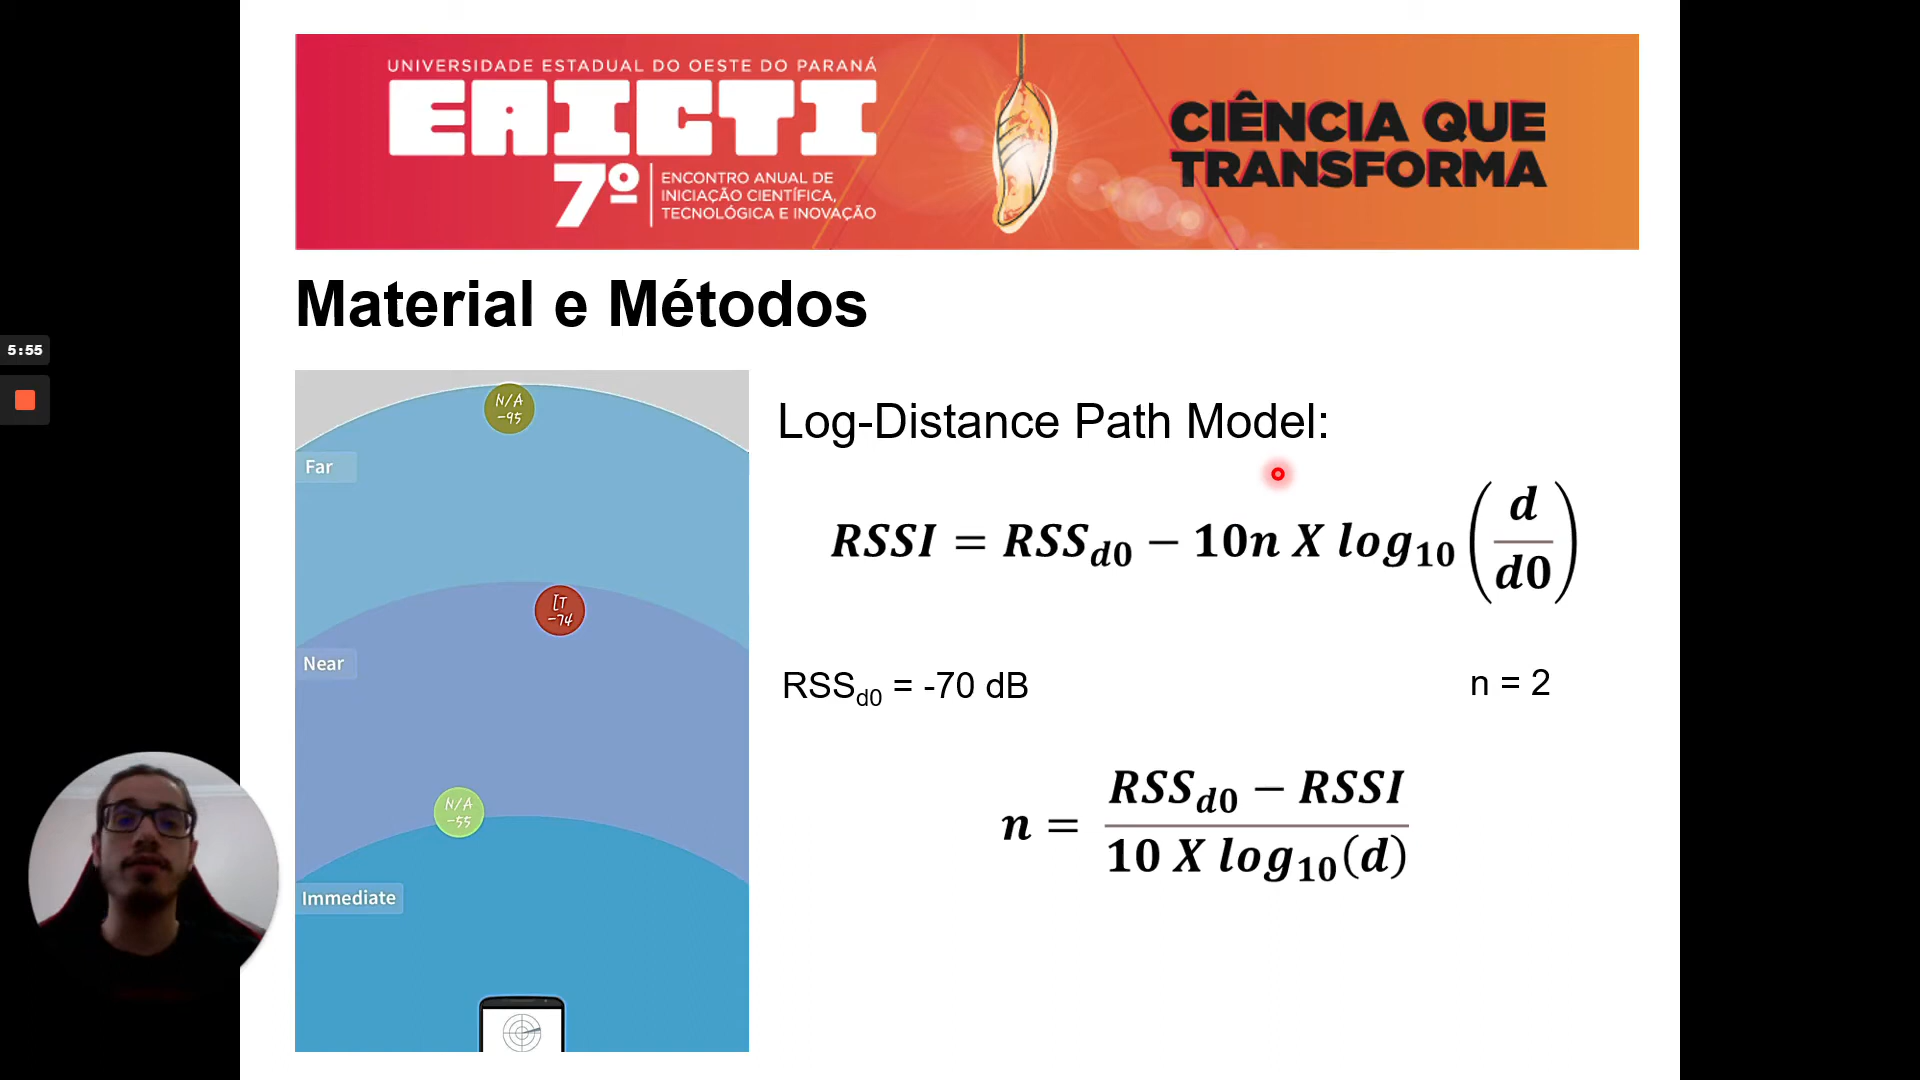 UNIVERSIDADE ESTADUAL DO OESTE DO PARANÁ
EAICTI
7º
ENCONTRO ANUAL DE
INICIAÇÃO CIENTÍFICA,
TECNOLÓGICA E INOVAÇÃO
CIÊNCIA QUE
TRANSFORMA
Material e Métodos
5:55
N/A
-95
Far
[T
-74
Near
N/A
-55
Immediate
Log-Distance Path Model:
RSSI = RSS_d0 − 10n X log_10 (d/d0)
RSS_d0 = -70 dB
n = 2
n = (RSS_d0 − RSSI) / (10 X log_10(d))